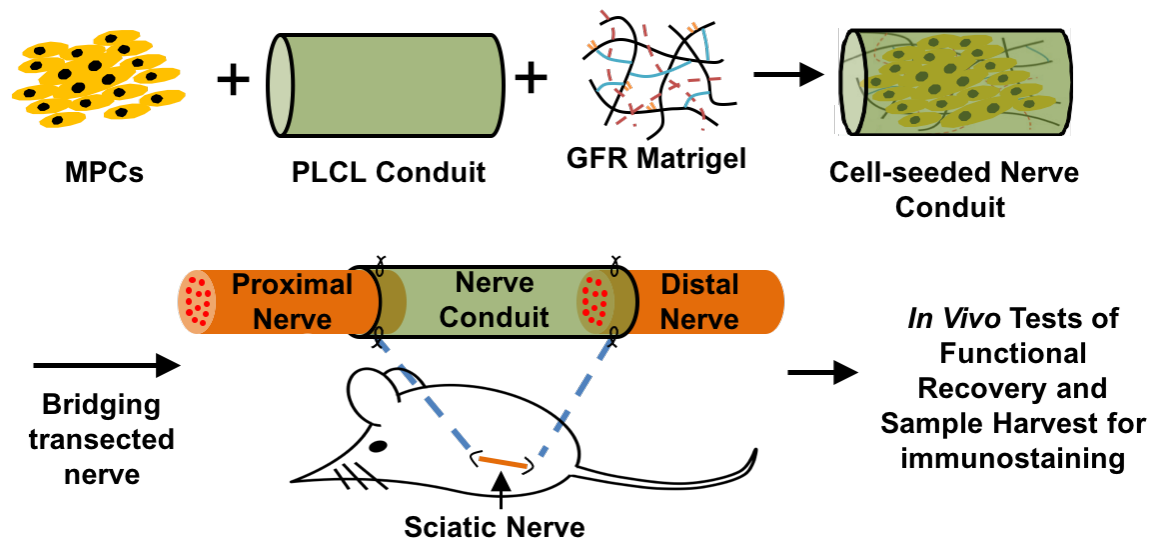 MPCs
+
PLCL Conduit
+
GFR Matrigel
Cell-seeded Nerve
Conduit
Bridging
transected
nerve
Proximal
Nerve
Nerve
Conduit
Distal
Nerve
Sciatic Nerve
In Vivo Tests of
Functional
Recovery and
Sample Harvest for
immunostaining